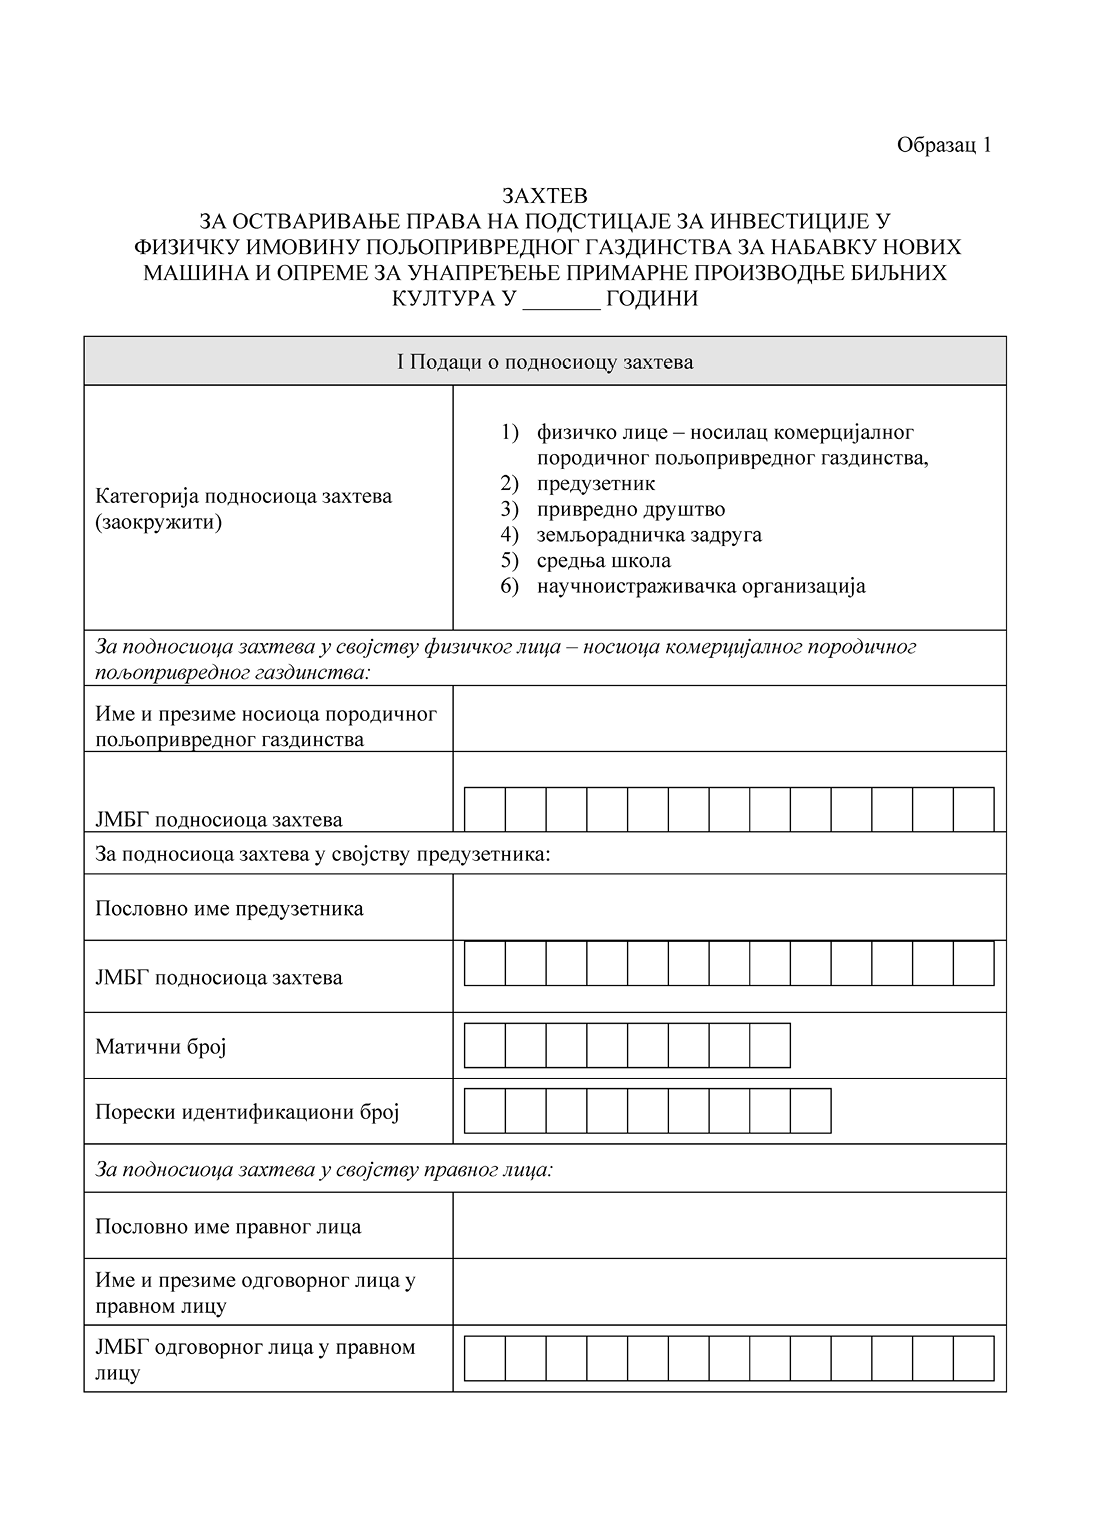 Образац 1
ЗАХТЕВ
ЗА ОСТВАРИВАЊЕ ПРАВА НА ПОДСТИЦАЈЕ ЗА ИНВЕСТИЦИЈЕ У
ФИЗИЧКУ ИМОВИНУ ПОЉОПРИВРЕДНОГ ГАЗДИНСТВА ЗА НАБАВКУ НОВИХ
МАШИНА И ОПРЕМЕ ЗА УНАПРЕЂЕЊЕ ПРИМАРНЕ ПРОИЗВОДЊЕ БИЉНИХ
КУЛТУРА У _______ ГОДИНИ
I Подаци о подносиоцу захтева
Категорија подносиоца захтева
(заокружити)
1) физичко лице – носилац комерцијалног
породичног пољопривредног газдинства,
2) предузетник
3) привредно друштво
4) земљорадничка задруга
5) средња школа
6) научноистраживачка организација
За подносиоца захтева у својству физичког лица – носиоца комерцијалног породичног
пољопривредног газдинства:
Име и презиме носиоца породичног
пољопривредног газдинства
ЈМБГ подносиоца захтева
За подносиоца захтева у својству предузетника:
Пословно име предузетника
ЈМБГ подносиоца захтева
Матични број
Порески идентификациони број
За подносиоца захтева у својству правног лица:
Пословно име правног лица
Име и презиме одговорног лица у
правном лицу
ЈМБГ одговорног лица у правном
лицу